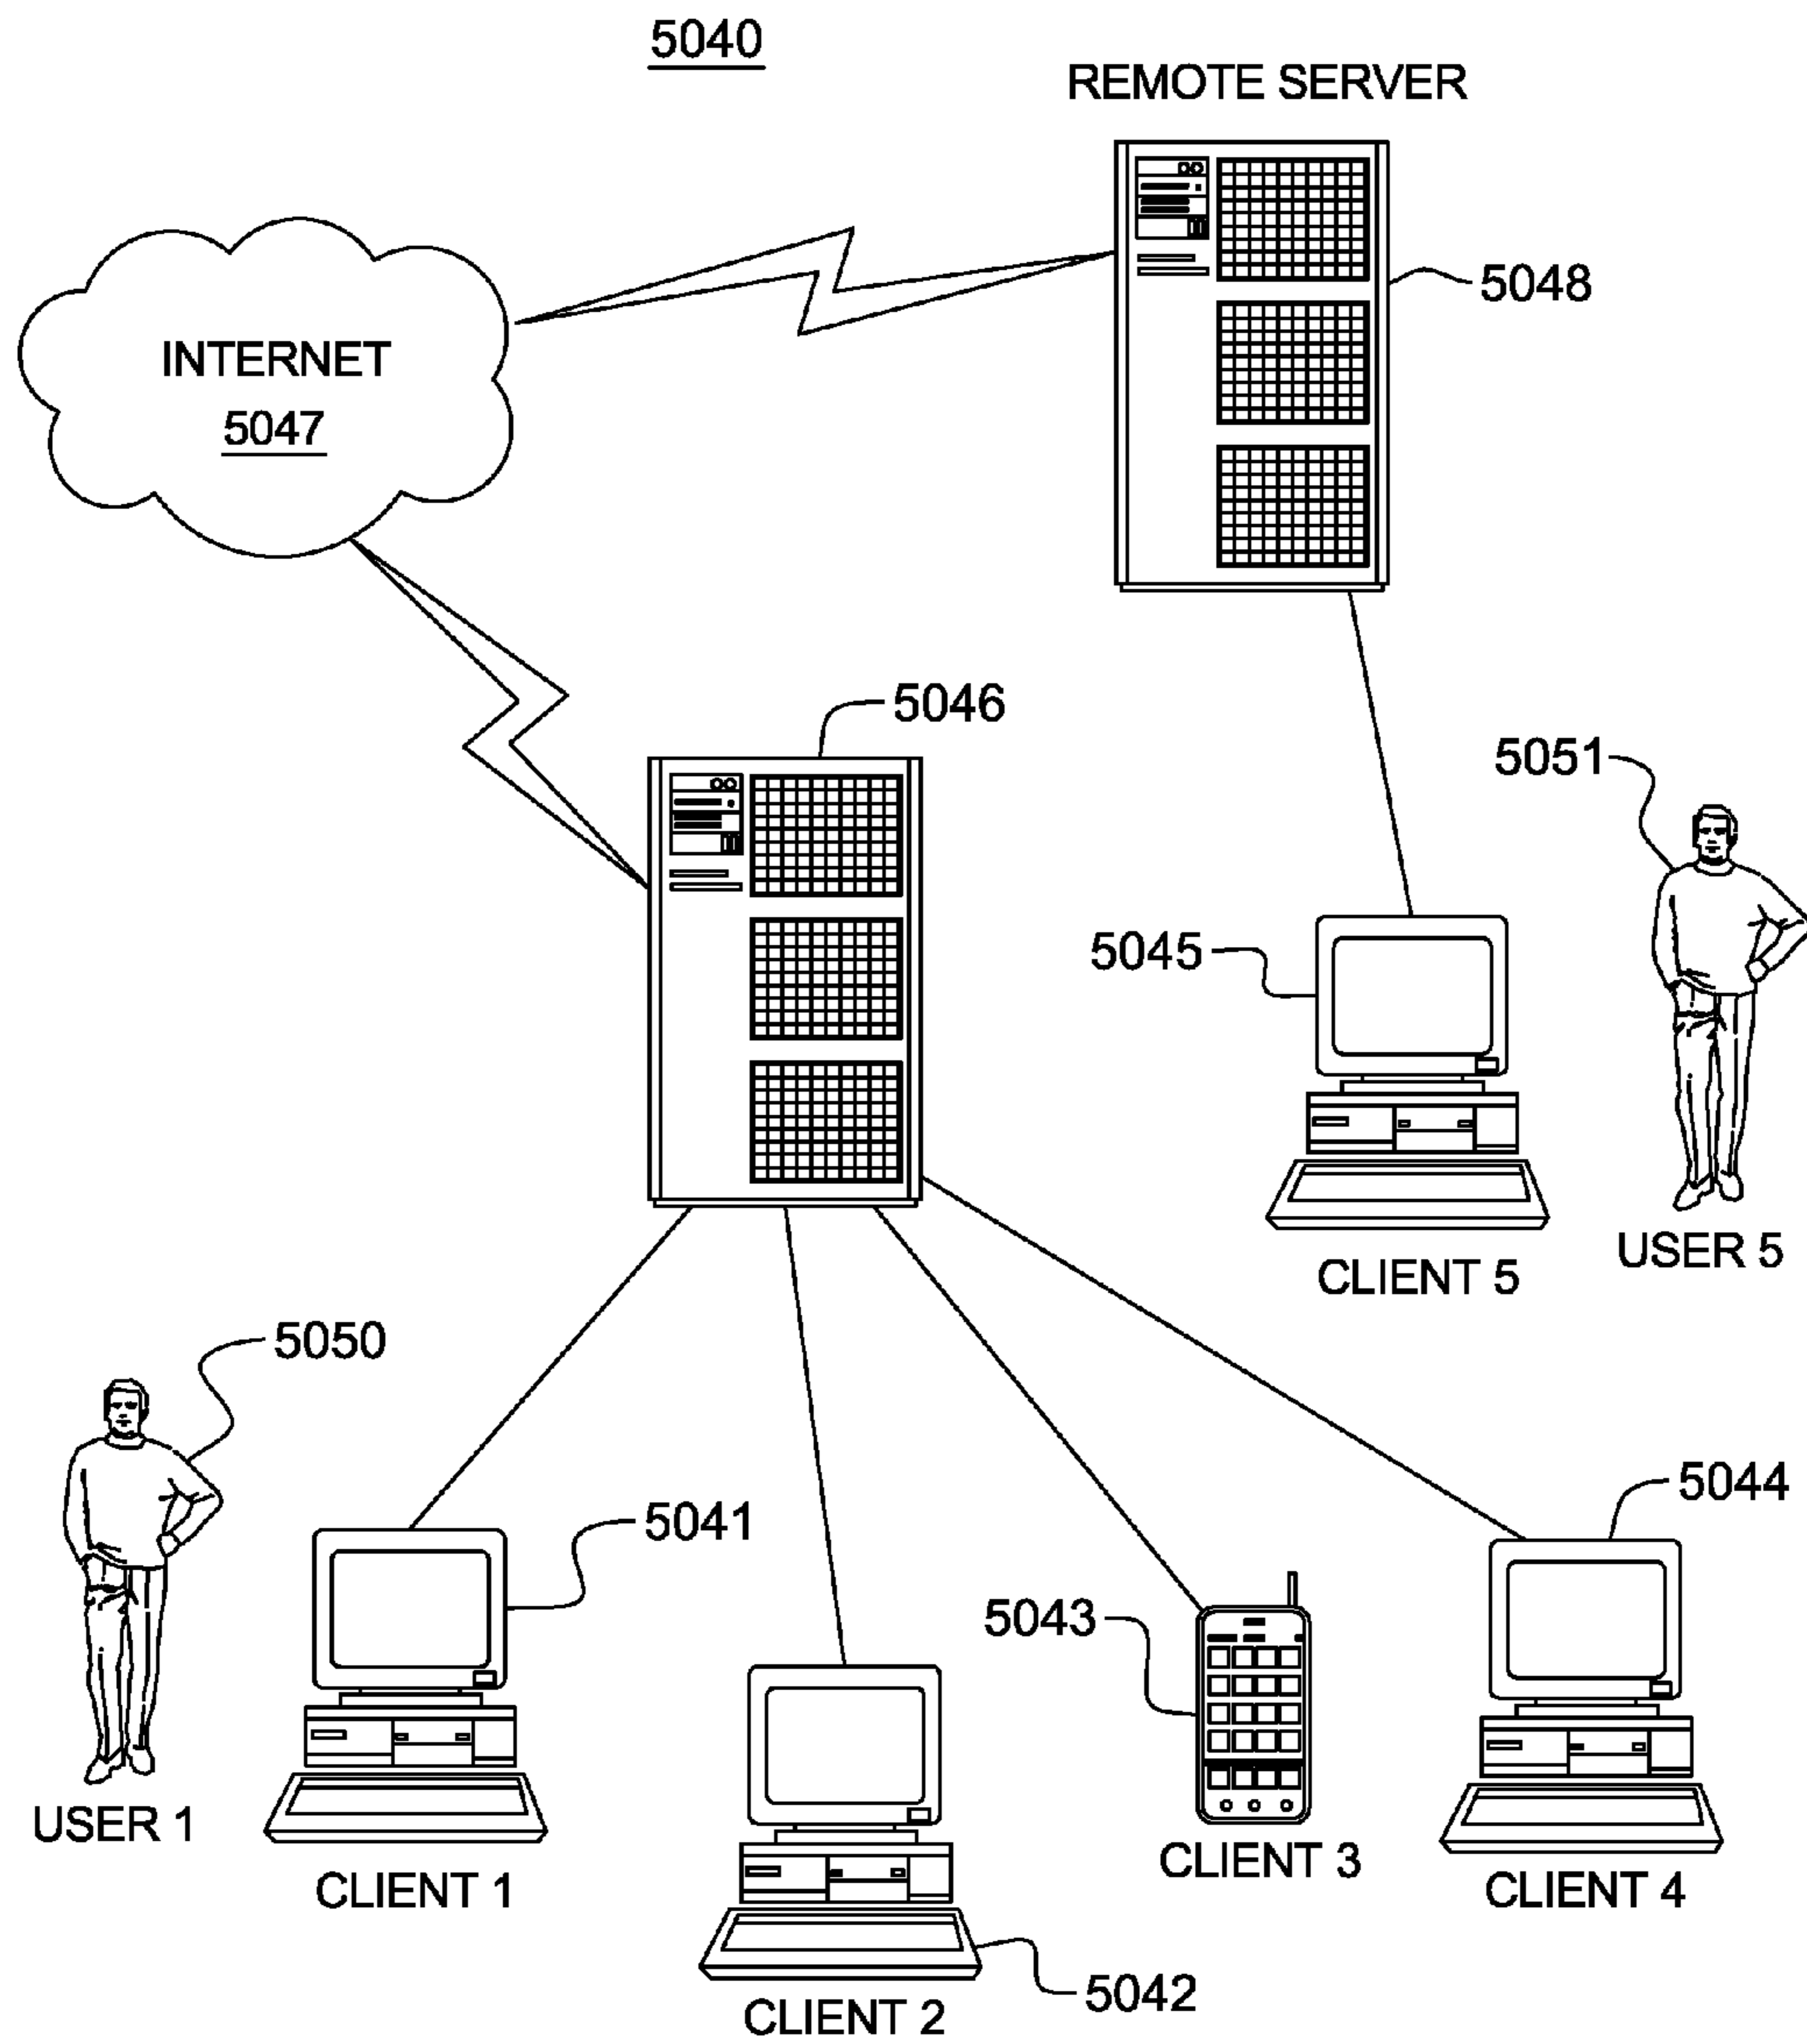 5040
REMOTE SERVER
5048
INTERNET
5047
5046
5051
5045
USER 5
CLIENT 5
5050
5044
5041
5043
USER 1
CLIENT 1
CLIENT 3
CLIENT 4
5042
CLIENT 2